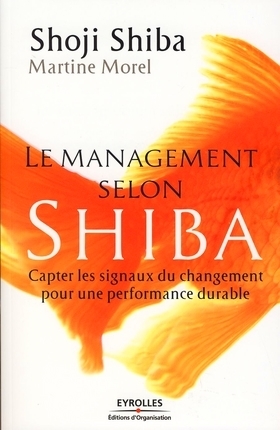 Shoji Shiba
Martine Morel
LE MANAGEMENT
SELON
SHIBA
Capter les signaux du changement
pour une performance durable
EYROLLES
Éditions d'Organisation